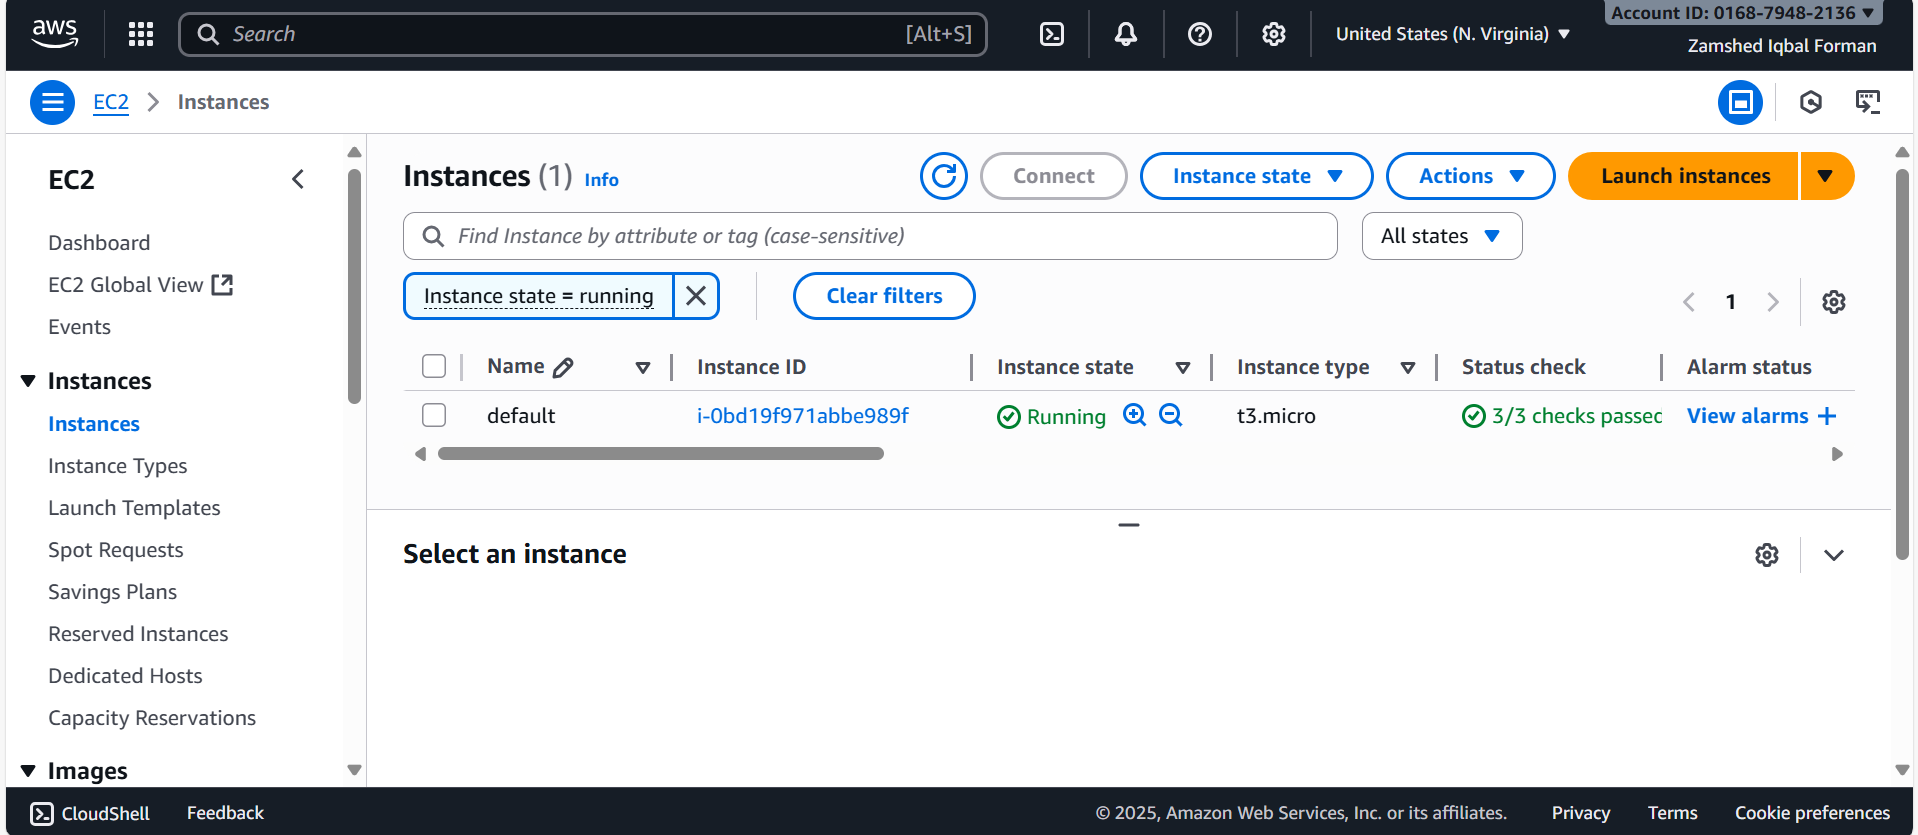 aws
Search [Alt+S]
United States (N. Virginia)
Account ID: 0168-7948-2136
Zamshed Iqbal Forman
EC2 Instances
EC2
Dashboard
EC2 Global View
Events
Instances
Instances
Instance Types
Launch Templates
Spot Requests
Savings Plans
Reserved Instances
Dedicated Hosts
Capacity Reservations
Images
Instances (1) Info
Connect
Instance state
Actions
Launch instances
Find Instance by attribute or tag (case-sensitive)
All states
Instance state = running
Clear filters
1
Name Instance ID Instance state Instance type Status check Alarm status
default i-0bd19f971abbe989f Running t3.micro 3/3 checks passed View alarms +
Select an instance
CloudShell Feedback
© 2025, Amazon Web Services, Inc. or its affiliates. Privacy Terms Cookie preferences